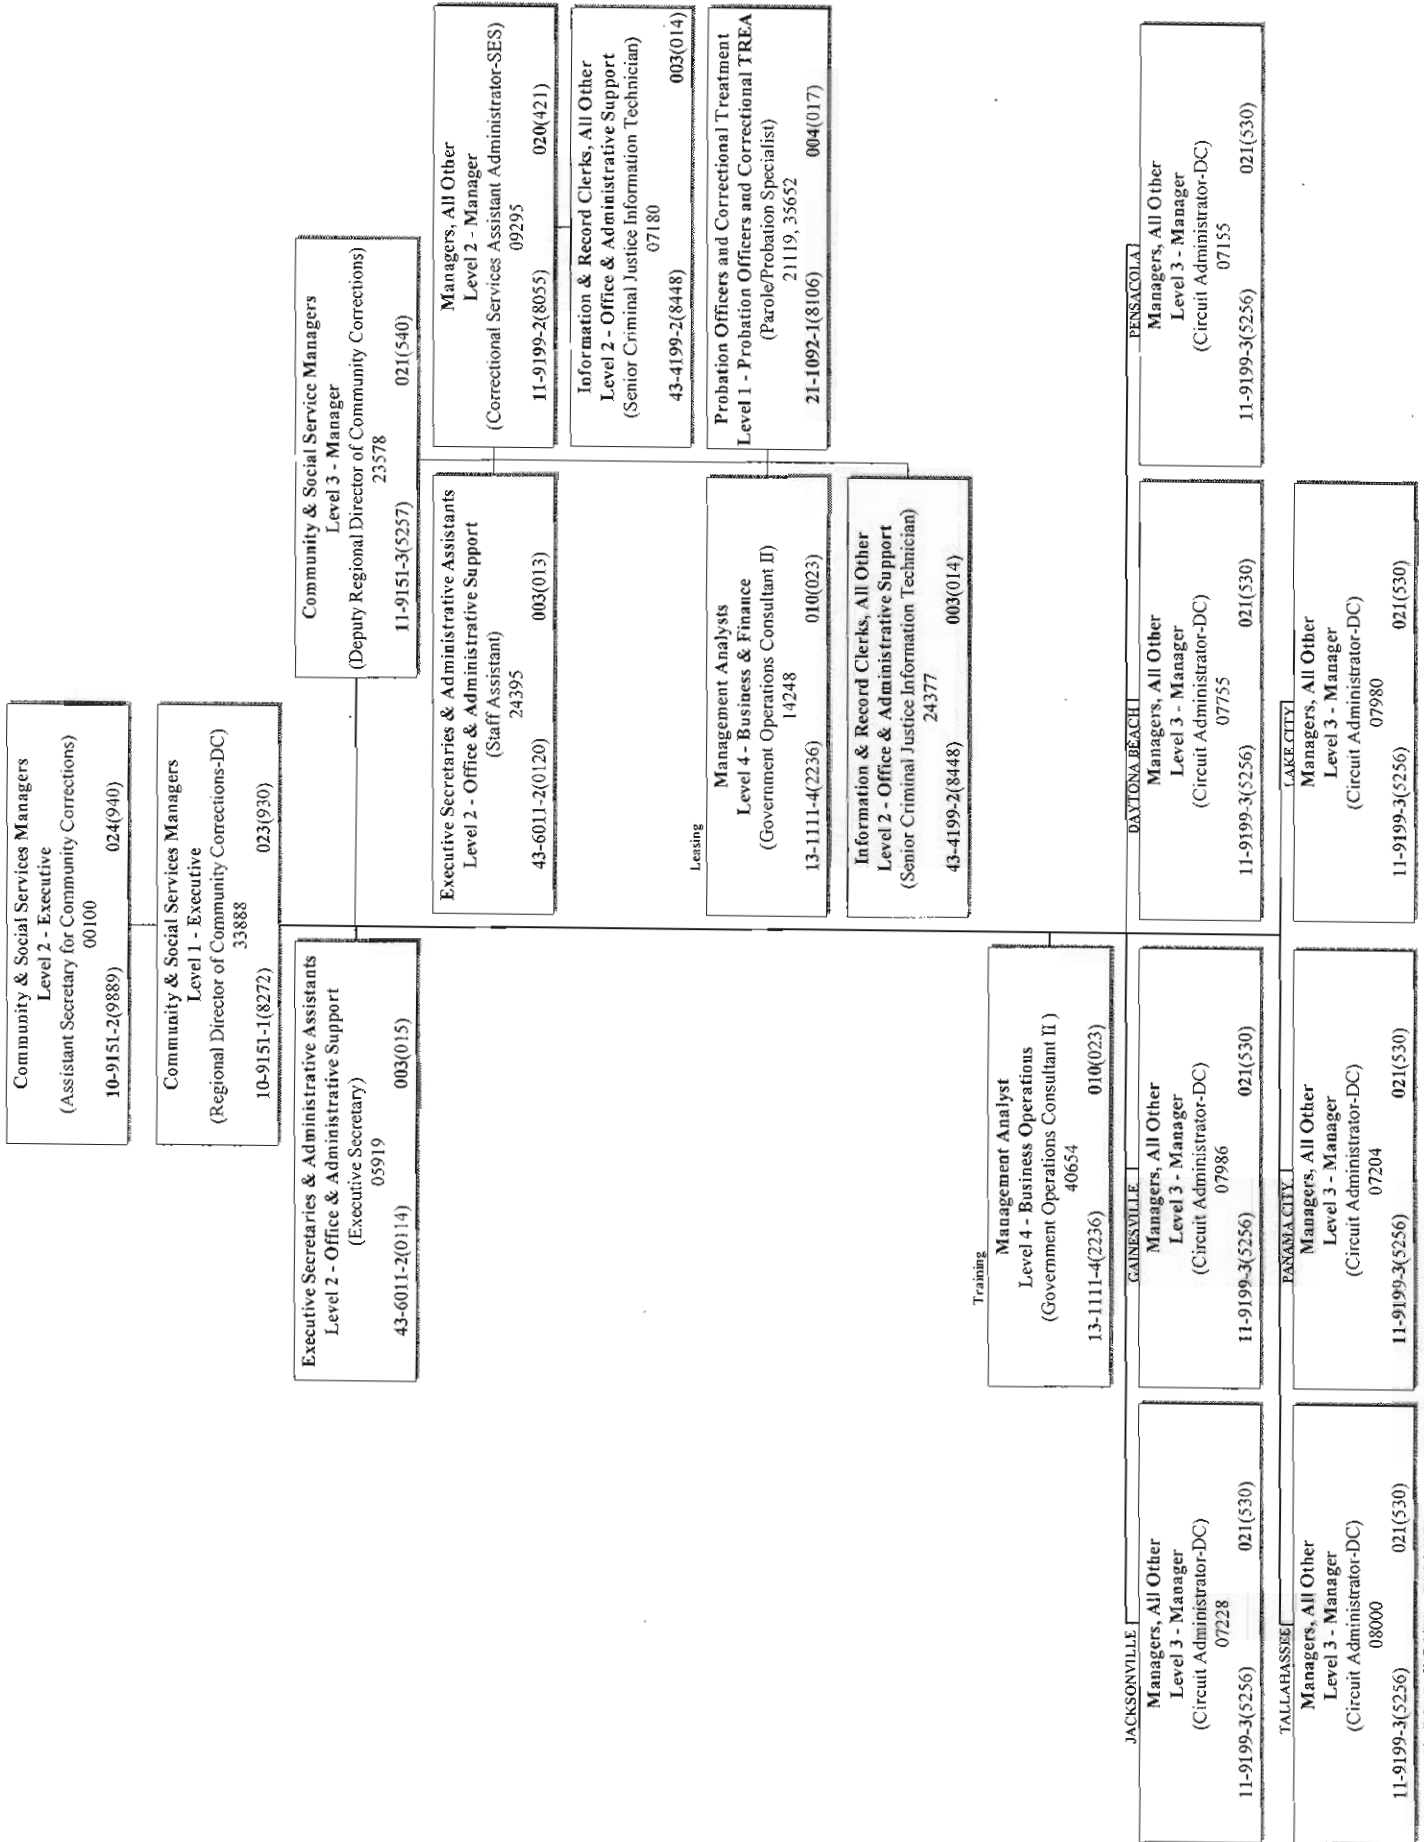 Community & Social Services Managers
Level 2 - Executive
(Assistant Secretary for Community Corrections)
00100
10-9151-2(9889) 024(940)
Community & Social Services Managers
Level 1 - Executive
(Regional Director of Community Corrections-DC)
33888
10-9151-1(8272) 023(930)
Executive Secretaries & Administrative Assistants
Level 2 - Office & Administrative Support
(Executive Secretary)
05919
43-6011-2(0114) 003(015)
Community & Social Service Managers
Level 3 - Manager
(Deputy Regional Director of Community Corrections)
23578
11-9151-3(5257) 021(540)
Executive Secretaries & Administrative Assistants
Level 2 - Office & Administrative Support
(Staff Assistant)
24395
43-6011-2(0120) 003(013)
Managers, All Other
Level 2 - Manager
(Correctional Services Assistant Administrator-SES)
09295
11-9199-2(8055) 020(421)
Information & Record Clerks, All Other
Level 2 - Office & Administrative Support
(Senior Criminal Justice Information Technician)
07180
43-4199-2(8448) 003(014)
Leasing
Management Analysts
Level 4 - Business & Finance
(Government Operations Consultant II)
14248
13-1111-4(2236) 010(023)
Probation Officers and Correctional Treatment
Level 1 - Probation Officers and Correctional TREA
(Parole/Probation Specialist)
21119, 35652
21-1092-1(8106) 004(017)
Information & Record Clerks, All Other
Level 2 - Office & Administrative Support
(Senior Criminal Justice Information Technician)
24377
43-4199-2(8448) 003(014)
Training
Management Analyst
Level 4 - Business Operations
(Government Operations Consultant II )
40654
13-1111-4(2236) 010(023)
JACKSONVILLE
Managers, All Other
Level 3 - Manager
(Circuit Administrator-DC)
07228
11-9199-3(5256) 021(530)
GAINESVILLE
Managers, All Other
Level 3 - Manager
(Circuit Administrator-DC)
07986
11-9199-3(5256) 021(530)
DAYTONA BEACH
Managers, All Other
Level 3 - Manager
(Circuit Administrator-DC)
07755
11-9199-3(5256) 021(530)
PENSACOLA
Managers, All Other
Level 3 - Manager
(Circuit Administrator-DC)
07155
11-9199-3(5256) 021(530)
TALLAHASSEE
Managers, All Other
Level 3 - Manager
(Circuit Administrator-DC)
08000
11-9199-3(5256) 021(530)
PANAMA CITY
Managers, All Other
Level 3 - Manager
(Circuit Administrator-DC)
07204
11-9199-3(5256) 021(530)
LAKE CITY
Managers, All Other
Level 3 - Manager
(Circuit Administrator-DC)
07980
11-9199-3(5256) 021(530)